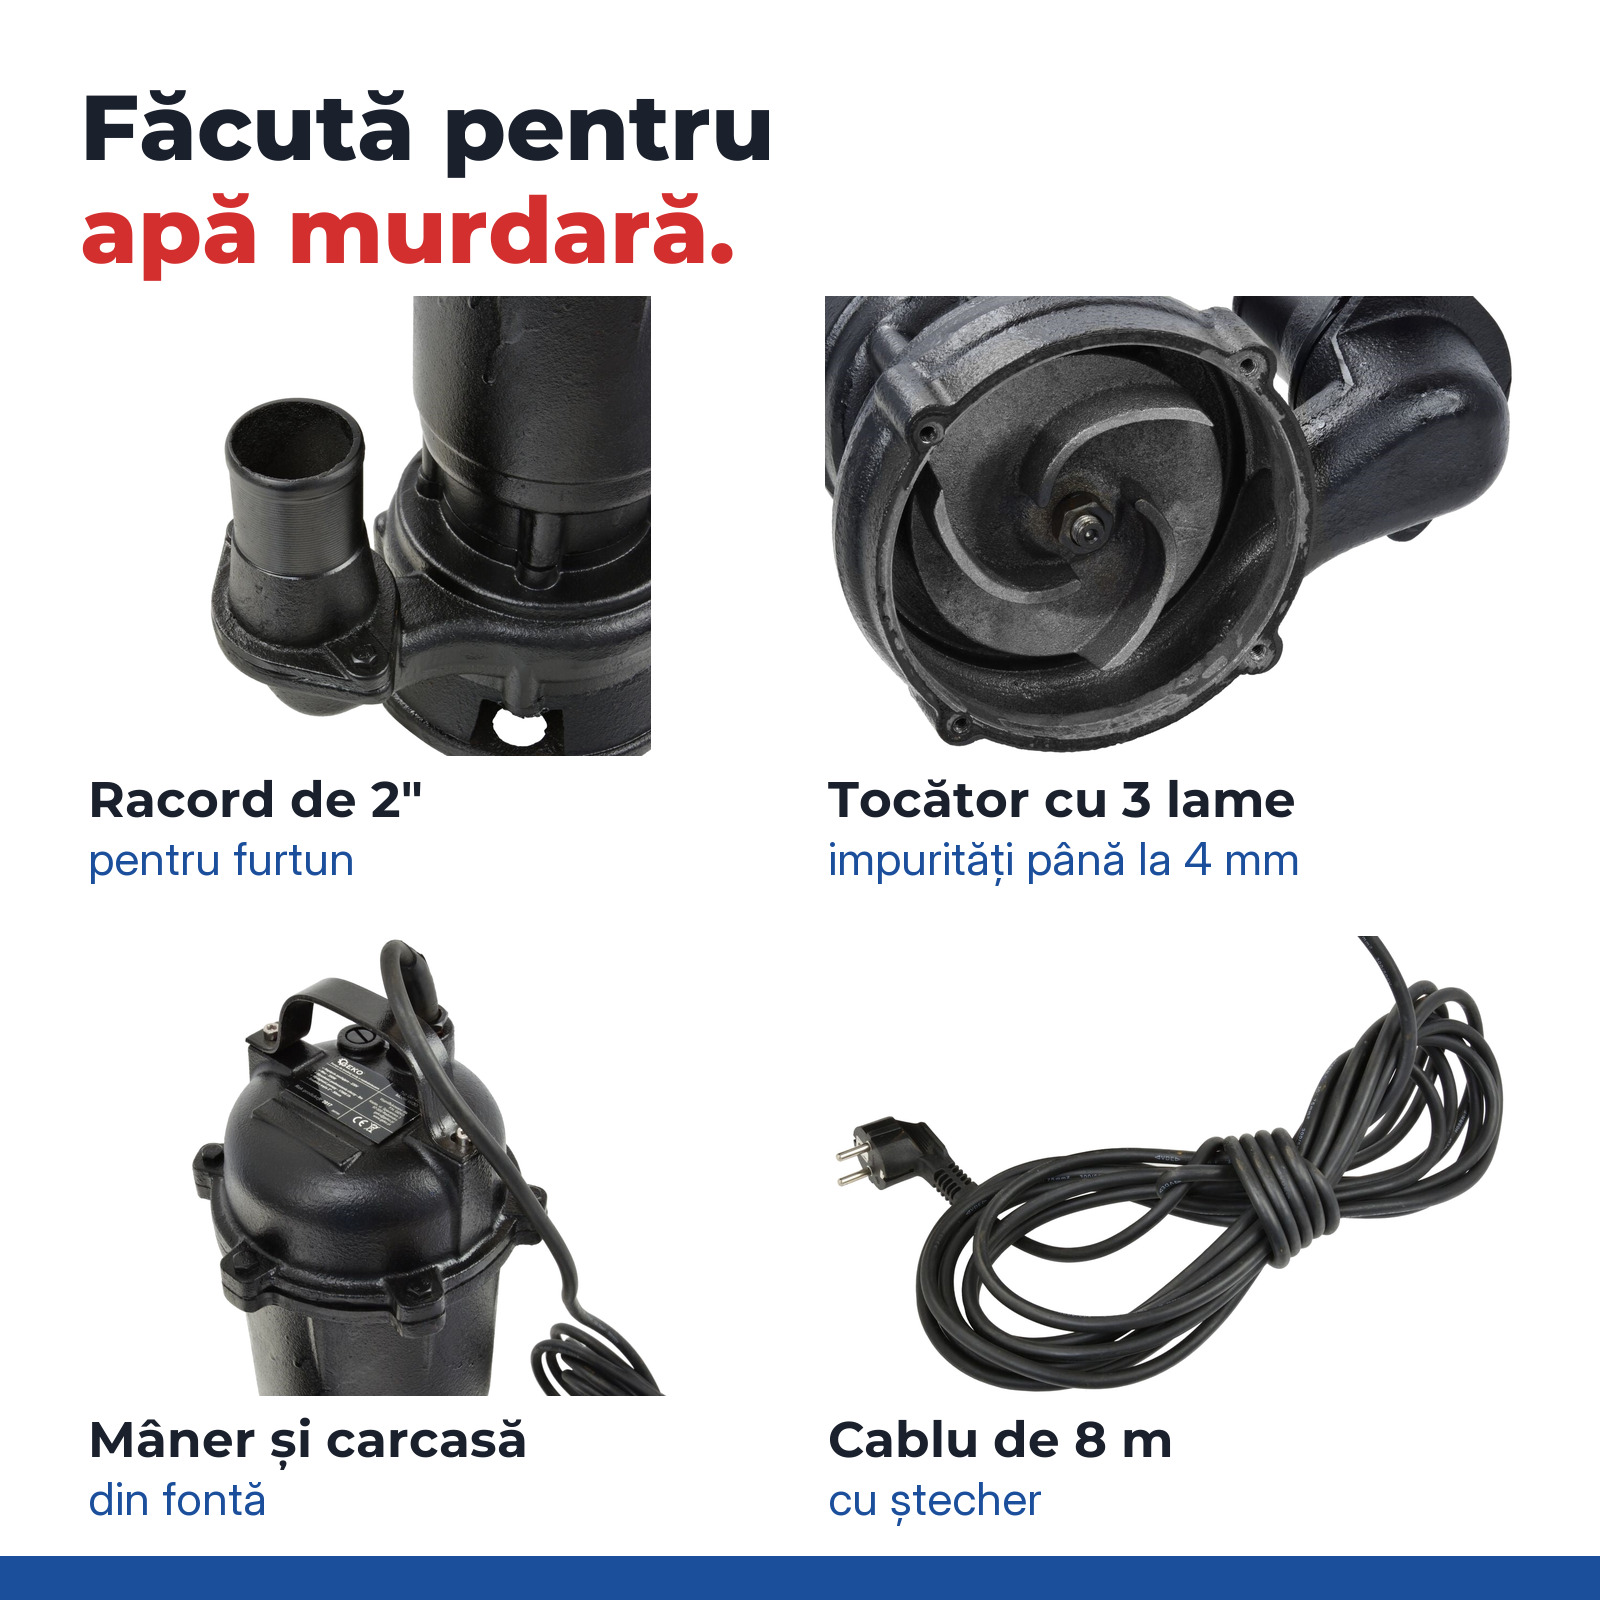 Făcută pentru
apă murdară.
Racord de 2"
pentru furtun
Tocător cu 3 lame
impurități până la 4 mm
GEKO
Mâner și carcasă
din fontă
Cablu de 8 m
cu ștecher